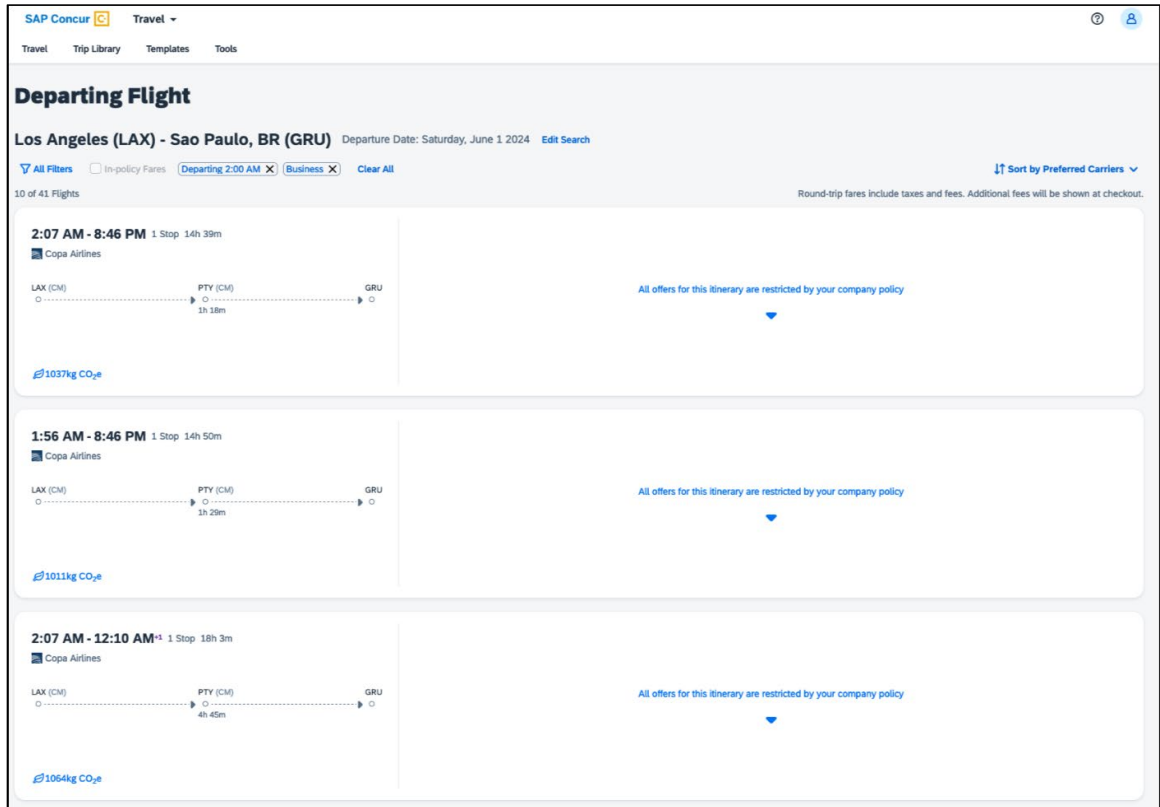 SAP Concur C Travel
Travel Trip Library Templates Tools
Departing Flight
Los Angeles (LAX) - Sao Paulo, BR (GRU) Departure Date: Saturday, June 1 2024 Edit Search
All Filters In-policy Fares Departing 2:00 AM X Business X Clear All Sort by Preferred Carriers
10 of 41 Flights Round-trip fares include taxes and fees. Additional fees will be shown at checkout.
2:07 AM - 8:46 PM 1 Stop 14h 39m
Copa Airlines
LAX (CM) PTY (CM) GRU
1h 18m
All offers for this itinerary are restricted by your company policy
1037kg CO₂e
1:56 AM - 8:46 PM 1 Stop 14h 50m
Copa Airlines
LAX (CM) PTY (CM) GRU
1h 29m
All offers for this itinerary are restricted by your company policy
1011kg CO₂e
2:07 AM - 12:10 AM+1 1 Stop 18h 3m
Copa Airlines
LAX (CM) PTY (CM) GRU
4h 45m
All offers for this itinerary are restricted by your company policy
1064kg CO₂e